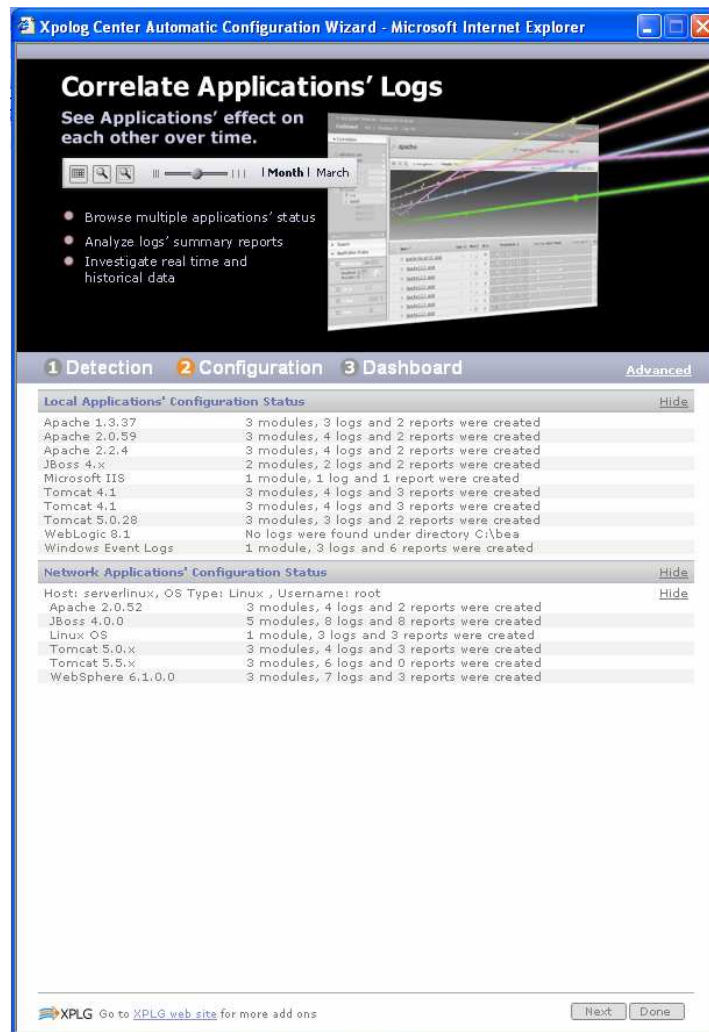 Xpolog Center Automatic Configuration Wizard - Microsoft Internet Explorer
Correlate Applications' Logs
See Applications' effect on
each other over time.
Month | March
Browse multiple applications' status
Analyze logs' summary reports
Investigate real time and
historical data
apache
1 Detection 2 Configuration 3 Dashboard Advanced
Local Applications' Configuration Status Hide
Apache 1.3.37 3 modules, 3 logs and 2 reports were created
Apache 2.0.59 3 modules, 4 logs and 2 reports were created
Apache 2.2.4 3 modules, 4 logs and 2 reports were created
JBoss 4.x 2 modules, 2 logs and 2 reports were created
Microsoft IIS 1 module, 1 log and 1 report were created
Tomcat 4.1 3 modules, 4 logs and 3 reports were created
Tomcat 4.1 3 modules, 4 logs and 3 reports were created
Tomcat 5.0.28 3 modules, 3 logs and 2 reports were created
WebLogic 8.1 No logs were found under directory C:\bea
Windows Event Logs 1 module, 3 logs and 6 reports were created
Network Applications' Configuration Status Hide
Host: serverlinux, OS Type: Linux , Username: root Hide
Apache 2.0.52 3 modules, 4 logs and 2 reports were created
JBoss 4.0.0 5 modules, 8 logs and 8 reports were created
Linux OS 1 module, 3 logs and 3 reports were created
Tomcat 5.0.x 3 modules, 4 logs and 3 reports were created
Tomcat 5.5.x 3 modules, 6 logs and 0 reports were created
WebSphere 6.1.0.0 3 modules, 7 logs and 3 reports were created
XPLG Go to XPLG web site for more add ons Next Done